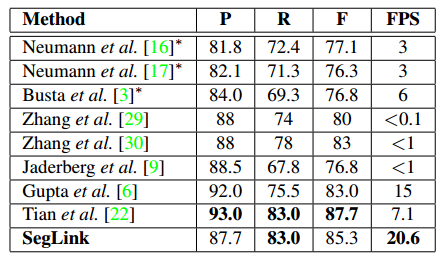 Method P R F FPS
Neumann et al. [16]* 81.8 72.4 77.1 3
Neumann et al. [17]* 82.1 71.3 76.3 3
Busta et al. [3]* 84.0 69.3 76.8 6
Zhang et al. [29] 88 74 80 <0.1
Zhang et al. [30] 88 78 83 <1
Jaderberg et al. [9] 88.5 67.8 76.8 <1
Gupta et al. [6] 92.0 75.5 83.0 15
Tian et al. [22] 93.0 83.0 87.7 7.1
SegLink 87.7 83.0 85.3 20.6